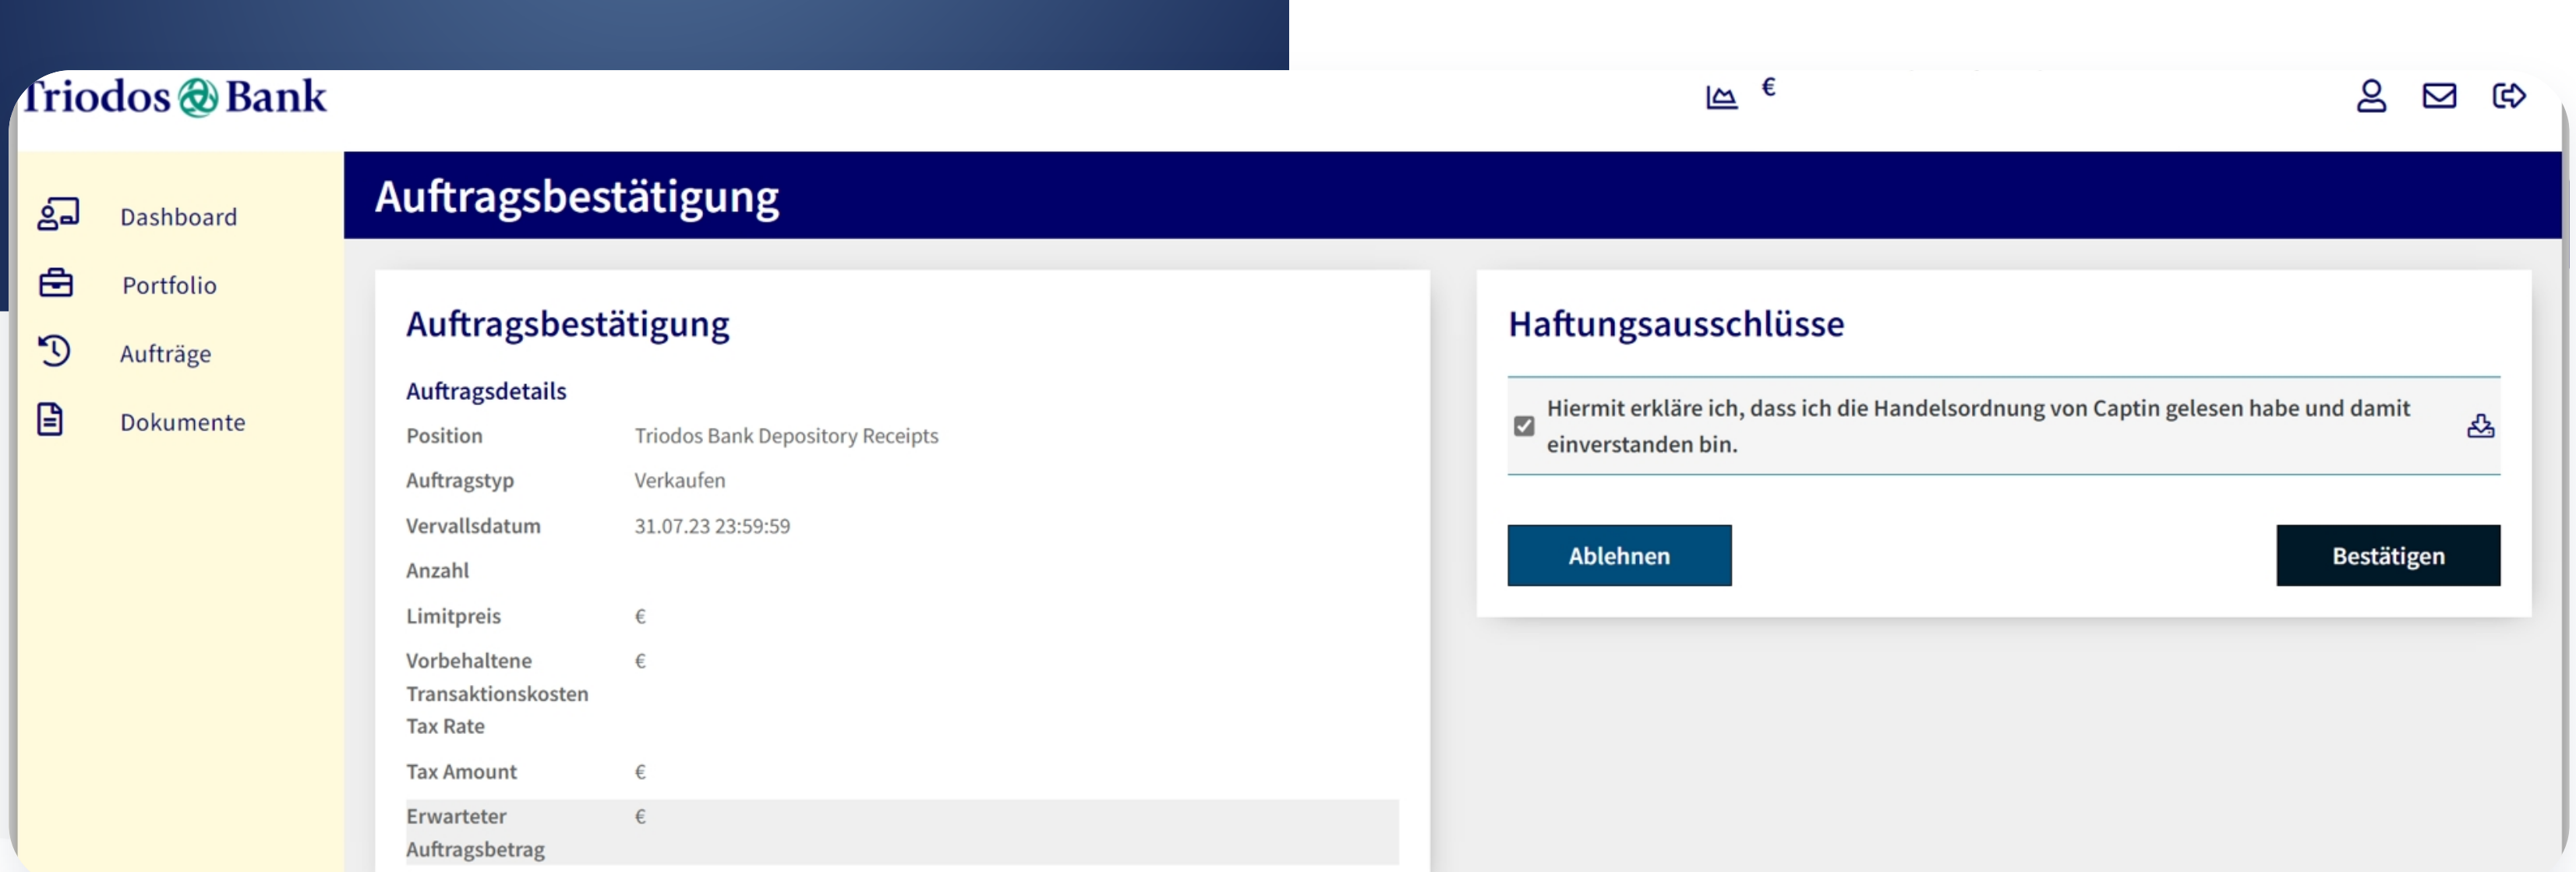 Triodos Bank
€
Dashboard
Portfolio
Aufträge
Dokumente
Auftragsbestätigung
Auftragsbestätigung
Auftragsdetails
Position Triodos Bank Depository Receipts
Auftragstyp Verkaufen
Vervallsdatum 31.07.23 23:59:59
Anzahl
Limitpreis €
Vorbehaltene €
Transaktionskosten
Tax Rate
Tax Amount €
Erwarteter €
Auftragsbetrag
Haftungsausschlüsse
Hiermit erkläre ich, dass ich die Handelsordnung von Captin gelesen habe und damit
einverstanden bin.
Ablehnen Bestätigen